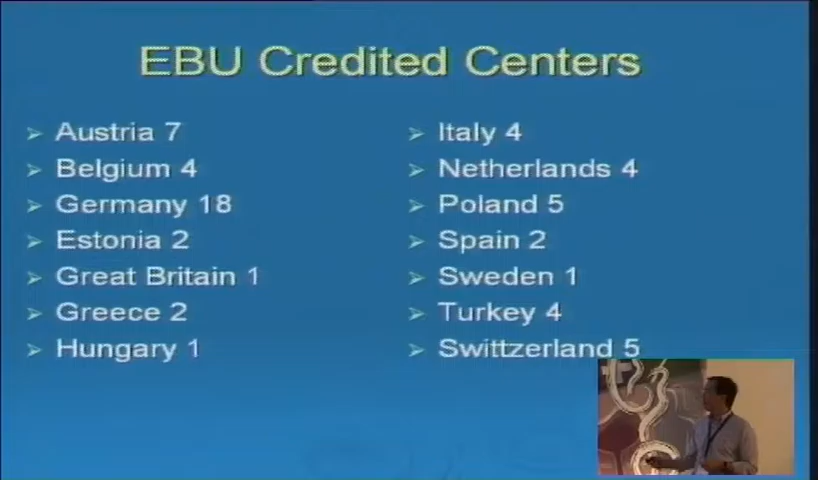 EBU Credited Centers
Austria 7
Belgium 4
Germany 18
Estonia 2
Great Britain 1
Greece 2
Hungary 1
Italy 4
Netherlands 4
Poland 5
Spain 2
Sweden 1
Turkey 4
Swittzerland 5